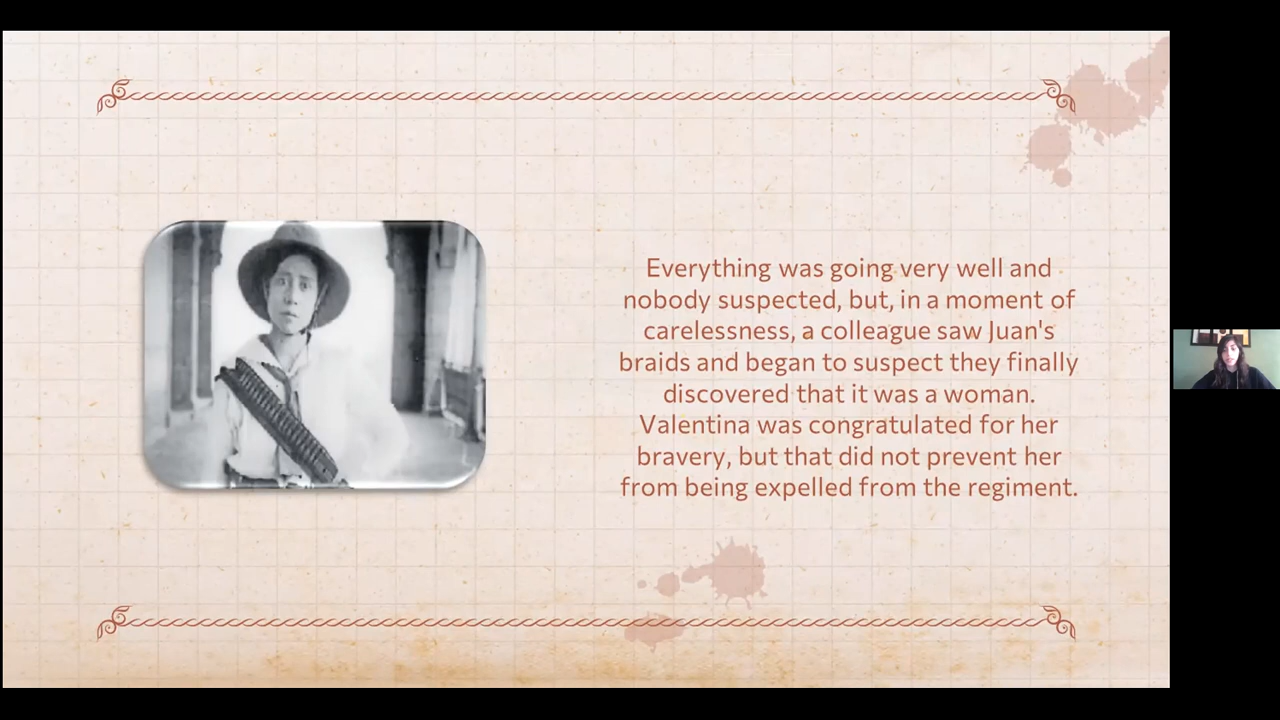 Everything was going very well and
nobody suspected, but, in a moment of
carelessness, a colleague saw Juan's
braids and began to suspect they finally
discovered that it was a woman.
Valentina was congratulated for her
bravery, but that did not prevent her
from being expelled from the regiment.